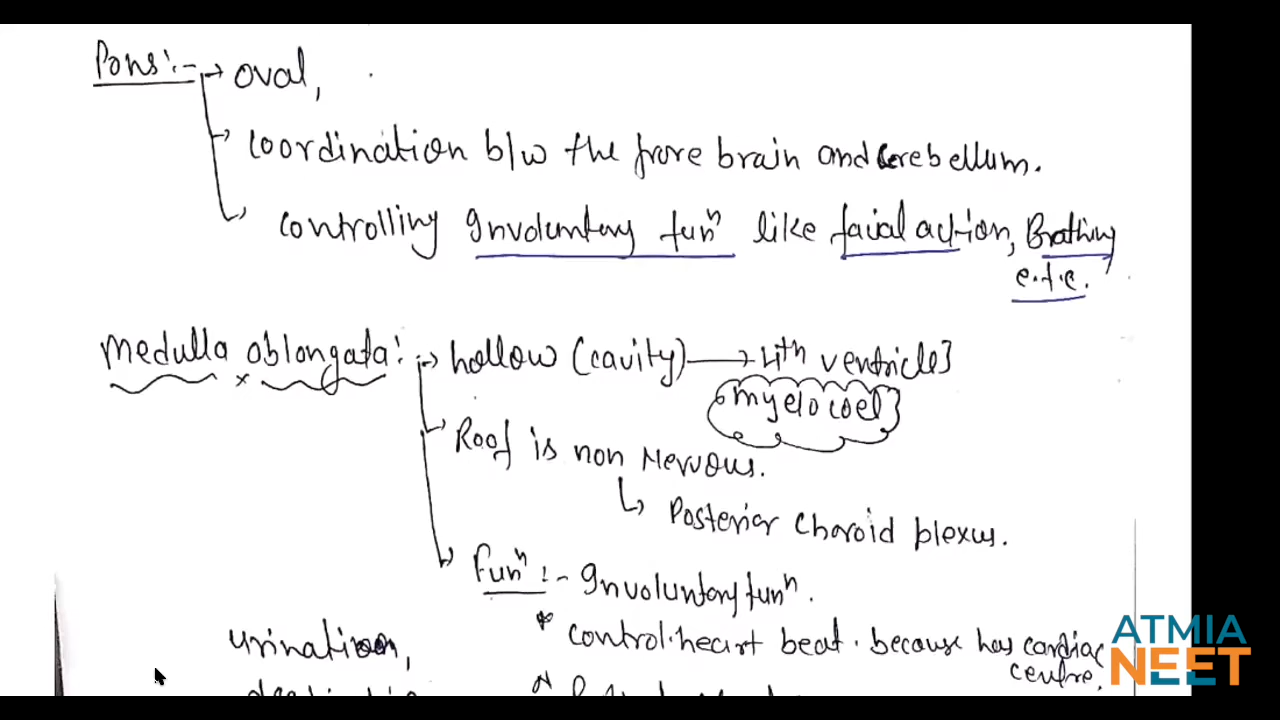 Pons:- → oval,
→ coordination b/w the frore brain and cerebellum.
→ controlling Involuntary funⁿ like facial action, Brathing
e.t.c.
Medulla oblongata: → hollow (cavity) → 4th ventricle]
myelocoel]
→ Roof is non nervous.
↳ Posterior Choroid plexus.
→ Funⁿ :- Involuntary funⁿ.
urination,
* control heart beat. because has cardiac
centre.
ATMIA
NEET